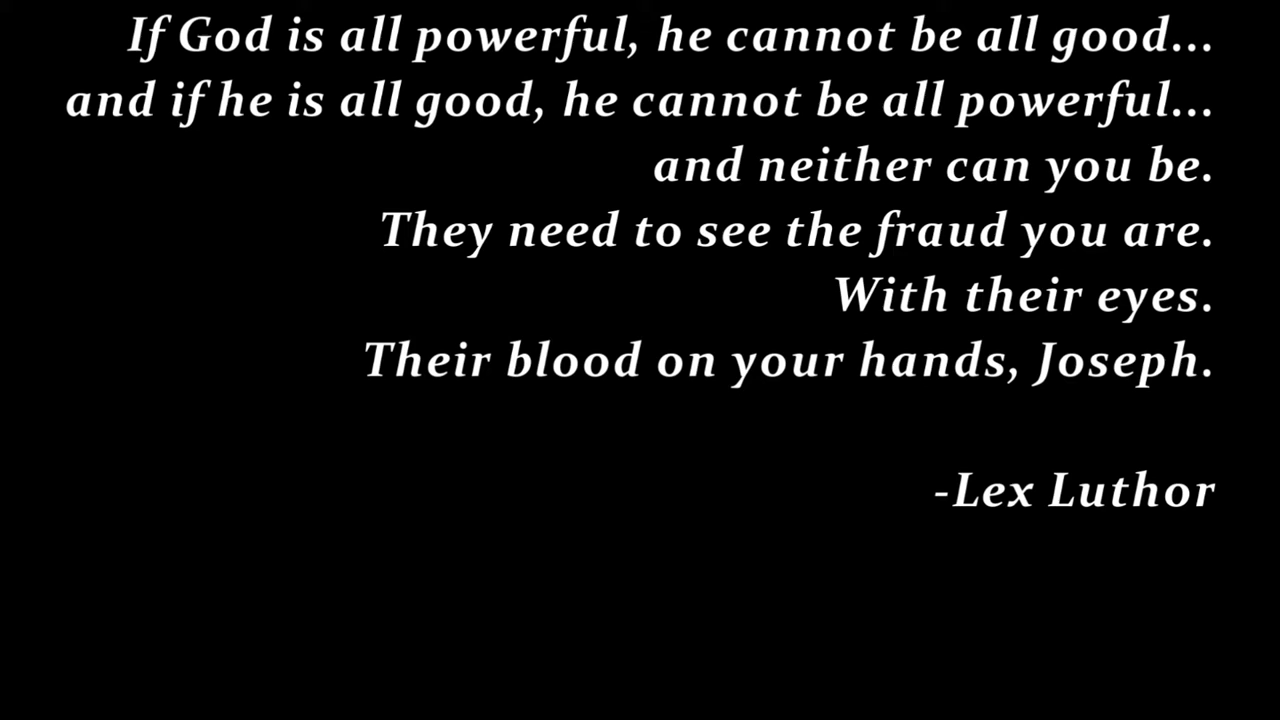 If God is all powerful, he cannot be all good...
and if he is all good, he cannot be all powerful...
and neither can you be.
They need to see the fraud you are.
With their eyes.
Their blood on your hands, Joseph.
-Lex Luthor